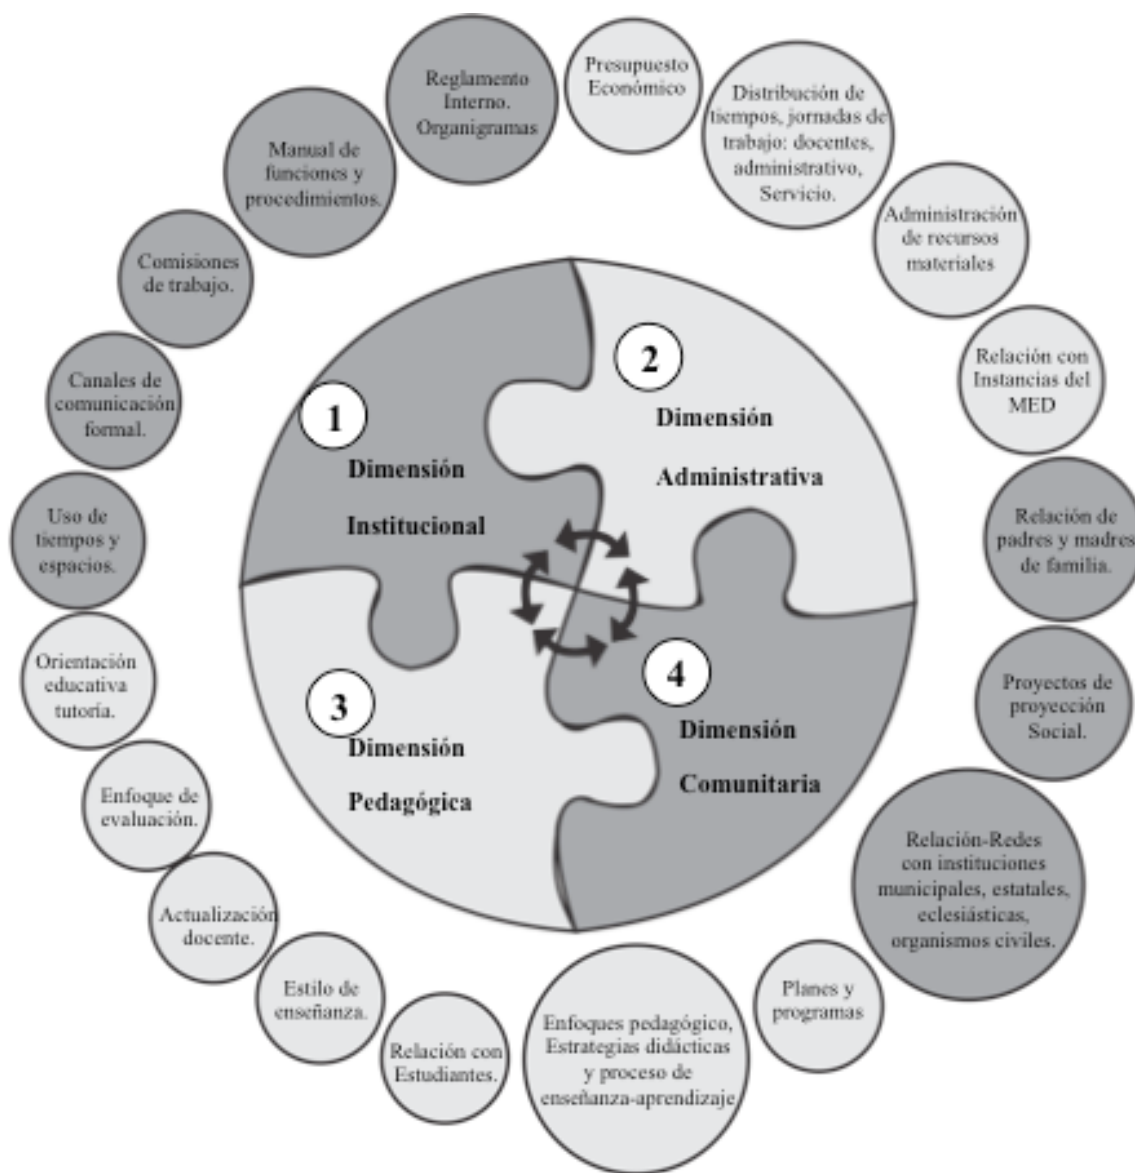 Reglamento
Interno.
Organigramas
Presupuesto
Económico
Distribución de
tiempos, jornadas de
trabajo: docentes,
administrativo,
Servicio.
Administración
de recursos
materiales
Relación con
Instancias del
MED
Relación de
padres y madres
de familia.
Proyectos de
proyección
Social.
Relación-Redes
con instituciones
municipales, estatales,
eclesiásticas,
organismos civiles.
Planes y
programas
Enfoques pedagógico,
Estrategias didácticas
y proceso de
enseñanza-aprendizaje
Relación con
Estudiantes.
Estilo de
enseñanza.
Actualización
docente.
Enfoque de
evaluación.
Orientación
educativa
tutoría.
Uso de
tiempos y
espacios.
Canales de
comunicación
formal.
Comisiones
de trabajo.
Manual de
funciones y
procedimientos.
1
Dimensión
Institucional
2
Dimensión
Administrativa
3
Dimensión
Pedagógica
4
Dimensión
Comunitaria